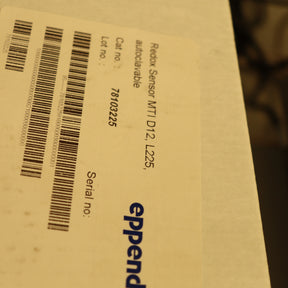 Redox Sensor MTI D12, L225,
autoclavable
Cat no. : 78103225
Lot no. :
Serial no:
eppend